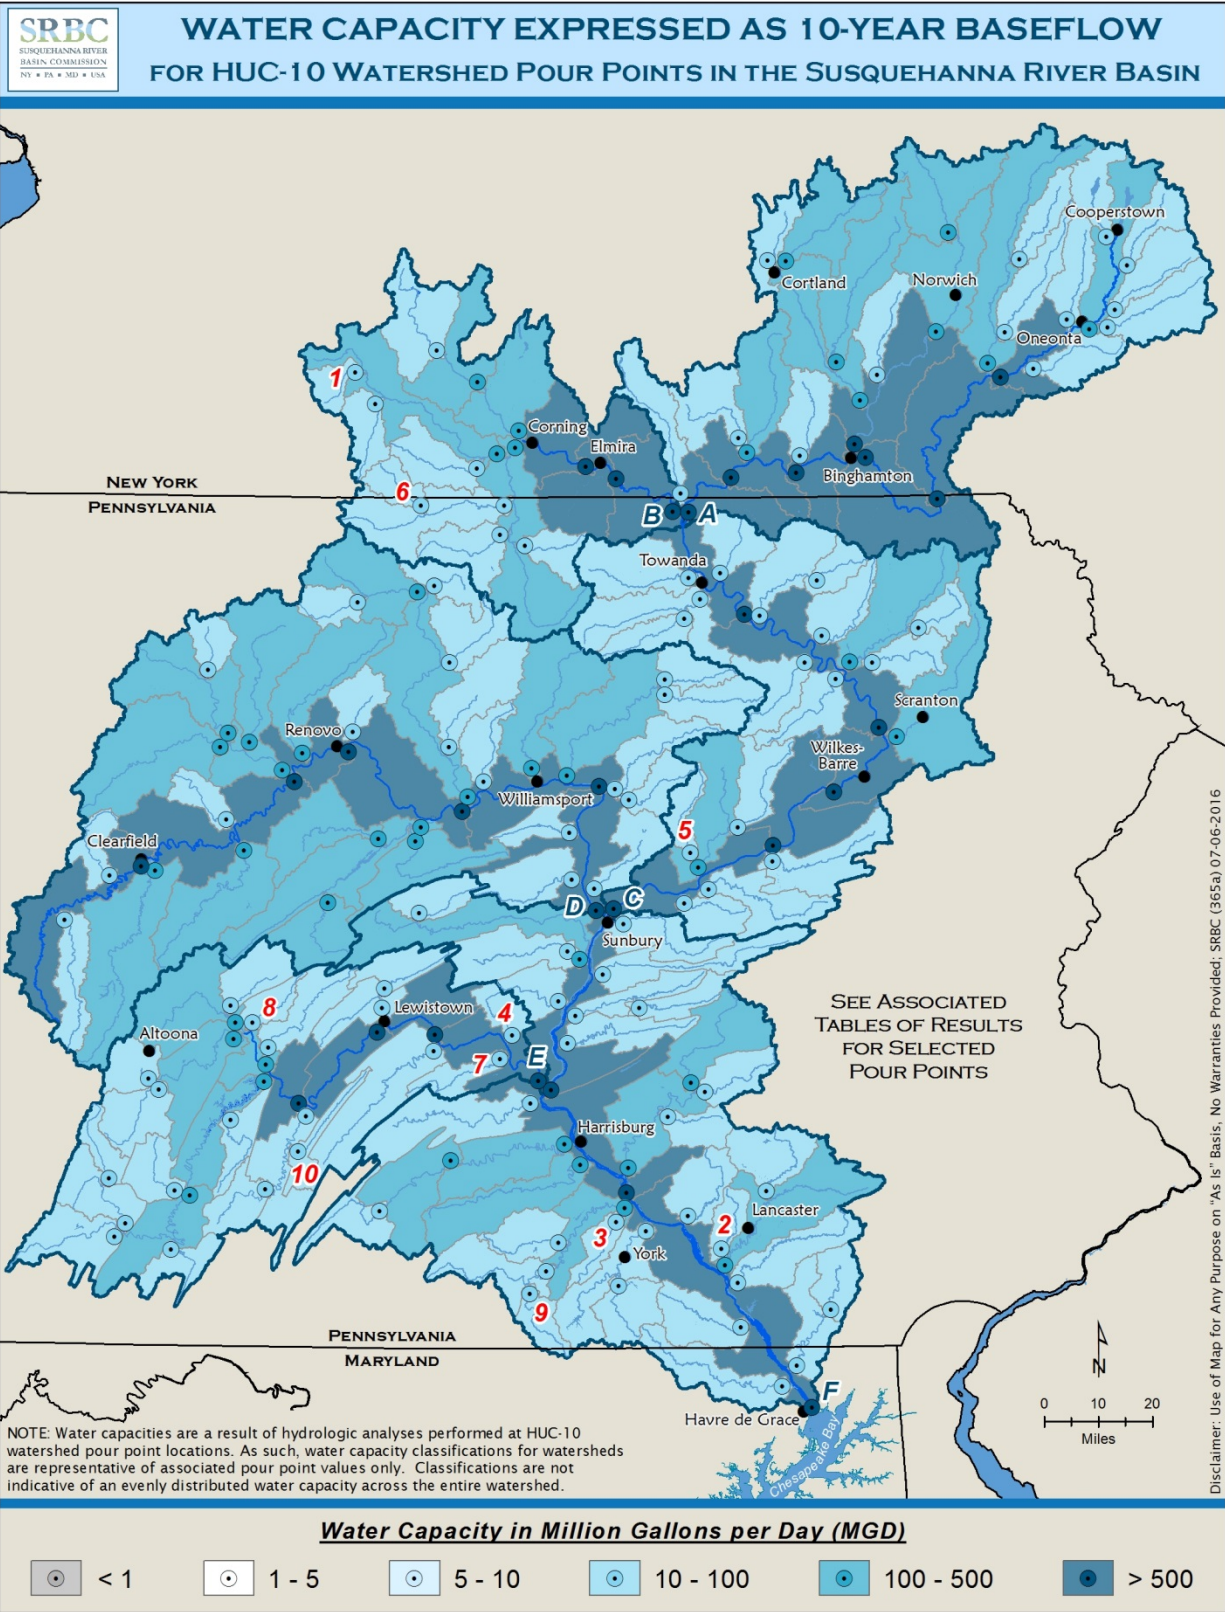 SRBC
SUSQUEHANNA RIVER
BASIN COMMISSION
NY ▪ PA ▪ MD ▪ USA
WATER CAPACITY EXPRESSED AS 10-YEAR BASEFLOW
FOR HUC-10 WATERSHED POUR POINTS IN THE SUSQUEHANNA RIVER BASIN
Cooperstown
Cortland
Norwich
Oneonta
1
Corning
Elmira
Binghamton
NEW YORK
PENNSYLVANIA
6
B
A
Towanda
Scranton
Renovo
Wilkes-
Barre
Williamsport
Clearfield
5
D
C
Sunbury
8
Lewistown
4
Altoona
7
E
SEE ASSOCIATED
TABLES OF RESULTS
FOR SELECTED
POUR POINTS
Harrisburg
10
Lancaster
2
3
York
9
PENNSYLVANIA
MARYLAND
N
F
Havre de Grace
Chesapeake Bay
0 10 20
Miles
NOTE: Water capacities are a result of hydrologic analyses performed at HUC-10
watershed pour point locations. As such, water capacity classifications for watersheds
are representative of associated pour point values only. Classifications are not
indicative of an evenly distributed water capacity across the entire watershed.
Disclaimer: Use of Map for Any Purpose on "As Is" Basis, No Warranties Provided; SRBC (365a) 07-06-2016
Water Capacity in Million Gallons per Day (MGD)
< 1
1 - 5
5 - 10
10 - 100
100 - 500
> 500